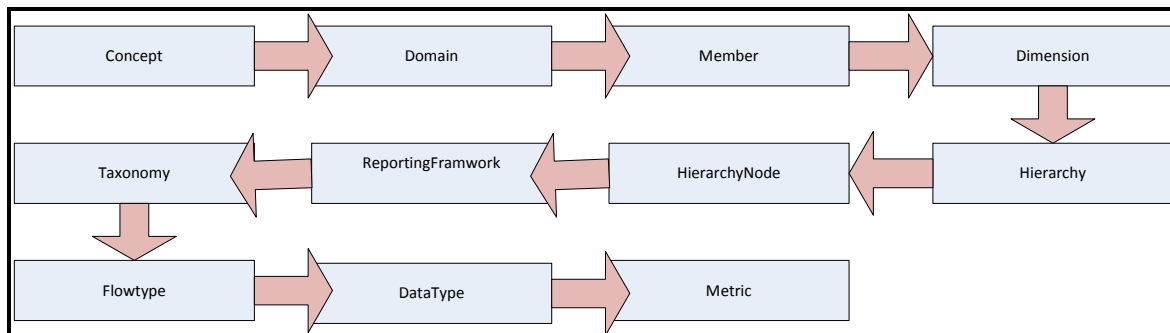 Concept
Domain
Member
Dimension
Taxonomy
ReportingFramwork
HierarchyNode
Hierarchy
Flowtype
DataType
Metric